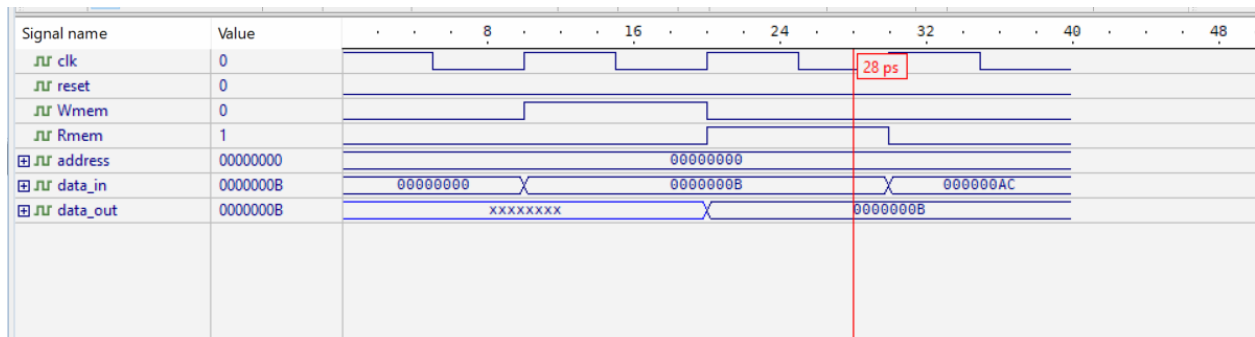 Signal name Value 8 16 24 32 40 48
clk 0 28 ps
reset 0
Wmem 0
Rmem 1
address 00000000 00000000
data_in 0000000B 00000000 0000000B 000000AC
data_out 0000000B xxxxxxxx 0000000B